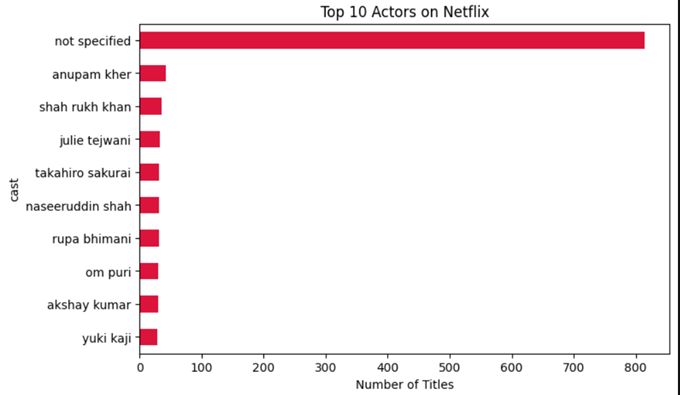 Top 10 Actors on Netflix
not specified
anupam kher
shah rukh khan
julie tejwani
takahiro sakurai
naseeruddin shah
rupa bhimani
om puri
akshay kumar
yuki kaji
cast
0 100 200 300 400 500 600 700 800
Number of Titles